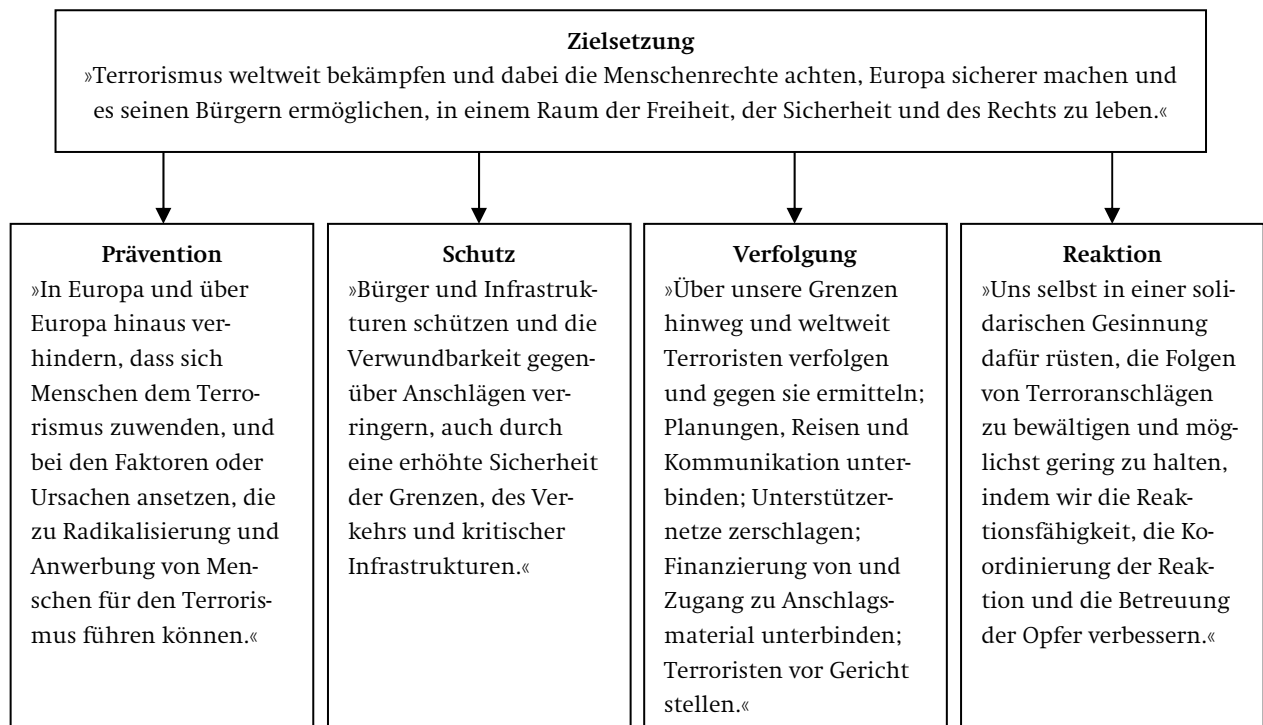 Zielsetzung
»Terrorismus weltweit bekämpfen und dabei die Menschenrechte achten, Europa sicherer machen und
es seinen Bürgern ermöglichen, in einem Raum der Freiheit, der Sicherheit und des Rechts zu leben.«
Prävention
»In Europa und über
Europa hinaus ver-
hindern, dass sich
Menschen dem Terro-
rismus zuwenden, und
bei den Faktoren oder
Ursachen ansetzen, die
zu Radikalisierung und
Anwerbung von Men-
schen für den Terroris-
mus führen können.«
Schutz
»Bürger und Infrastruk-
turen schützen und die
Verwundbarkeit gegen-
über Anschlägen ver-
ringern, auch durch
eine erhöhte Sicherheit
der Grenzen, des Ver-
kehrs und kritischer
Infrastrukturen.«
Verfolgung
»Über unsere Grenzen
hinweg und weltweit
Terroristen verfolgen
und gegen sie ermitteln;
Planungen, Reisen und
Kommunikation unter-
binden; Unterstützer-
netze zerschlagen;
Finanzierung von und
Zugang zu Anschlags-
material unterbinden;
Terroristen vor Gericht
stellen.«
Reaktion
»Uns selbst in einer soli-
darischen Gesinnung
dafür rüsten, die Folgen
von Terroranschlägen
zu bewältigen und mög-
lichst gering zu halten,
indem wir die Reak-
tionsfähigkeit, die Ko-
ordinierung der Reak-
tion und die Betreuung
der Opfer verbessern.«